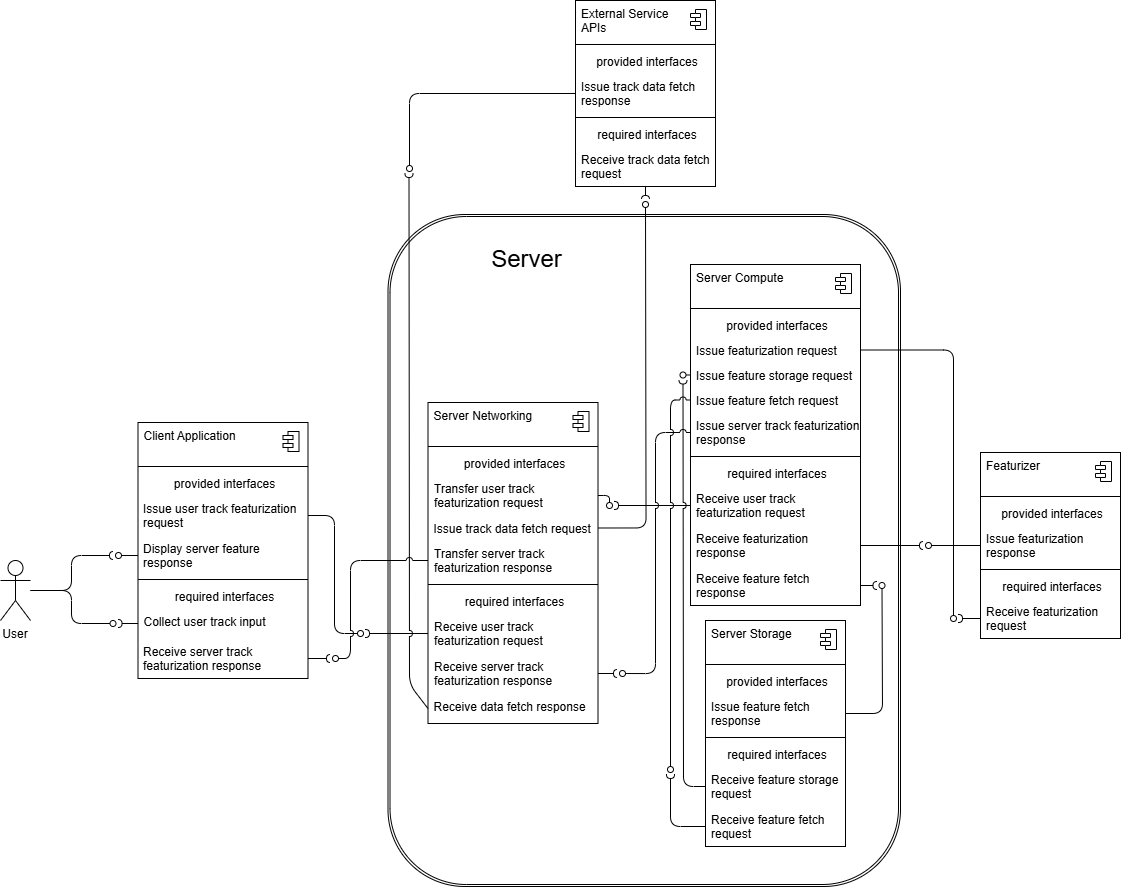 External Service
APIs
provided interfaces
Issue track data fetch
response
required interfaces
Receive track data fetch
request
Server
Server Compute
provided interfaces
Issue featurization request
Issue feature storage request
Issue feature fetch request
Issue server track featurization
response
required interfaces
Receive user track
featurization request
Receive featurization
response
Receive feature fetch
response
Server Networking
provided interfaces
Transfer user track
featurization request
Issue track data fetch request
Transfer server track
featurization response
required interfaces
Receive user track
featurization request
Receive server track
featurization response
Receive data fetch response
Client Application
provided interfaces
Issue user track featurization
request
Display server feature
response
required interfaces
Collect user track input
Receive server track
featurization response
User
Featurizer
provided interfaces
Issue featurization
response
required interfaces
Receive featurization
request
Server Storage
provided interfaces
Issue feature fetch
response
required interfaces
Receive feature storage
request
Receive feature fetch
request